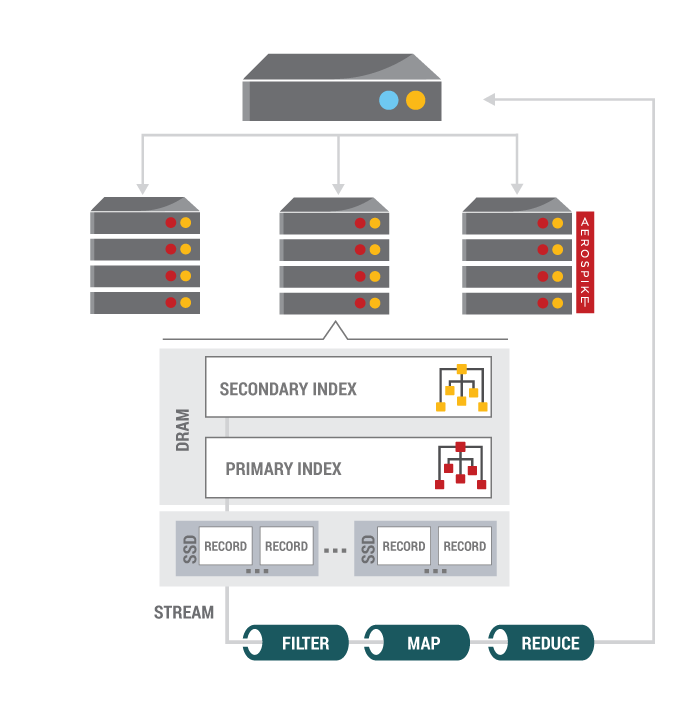 AEROSPIKE
SECONDARY INDEX
DRAM
PRIMARY INDEX
SSD
RECORD
RECORD
...
SSD
RECORD
RECORD
...
...
STREAM
FILTER
MAP
REDUCE